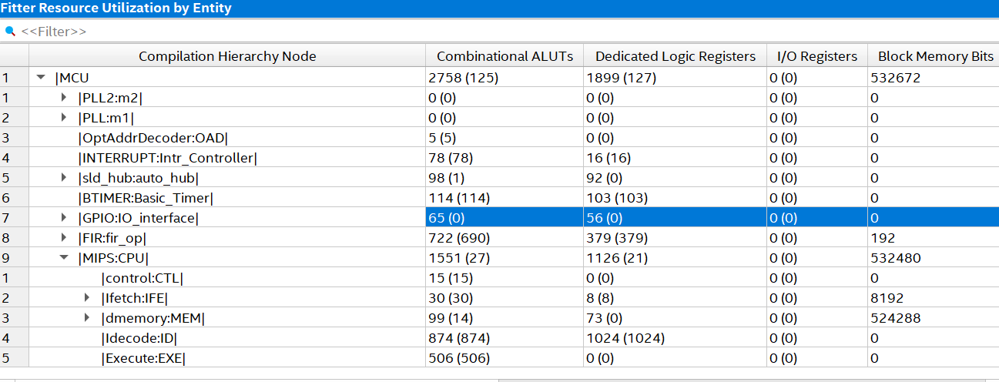 Fitter Resource Utilization by Entity
<<Filter>>
Compilation Hierarchy Node Combinational ALUTs Dedicated Logic Registers I/O Registers Block Memory Bits
1 |MCU 2758 (125) 1899 (127) 0 (0) 532672
1 |PLL2:m2| 0 (0) 0 (0) 0 (0) 0
2 |PLL:m1| 0 (0) 0 (0) 0 (0) 0
3 |OptAddrDecoder:OAD| 5 (5) 0 (0) 0 (0) 0
4 |INTERRUPT:Intr_Controller| 78 (78) 16 (16) 0 (0) 0
5 |sld_hub:auto_hub| 98 (1) 92 (0) 0 (0) 0
6 |BTIMER:Basic_Timer| 114 (114) 103 (103) 0 (0) 0
7 |GPIO:IO_interface| 65 (0) 56 (0) 0 (0) 0
8 |FIR:fir_op| 722 (690) 379 (379) 0 (0) 192
9 |MIPS:CPU| 1551 (27) 1126 (21) 0 (0) 532480
1 |control:CTL| 15 (15) 0 (0) 0 (0) 0
2 |Ifetch:IFE| 30 (30) 8 (8) 0 (0) 8192
3 |dmemory:MEM| 99 (14) 73 (0) 0 (0) 524288
4 |Idecode:ID| 874 (874) 1024 (1024) 0 (0) 0
5 |Execute:EXE| 506 (506) 0 (0) 0 (0) 0